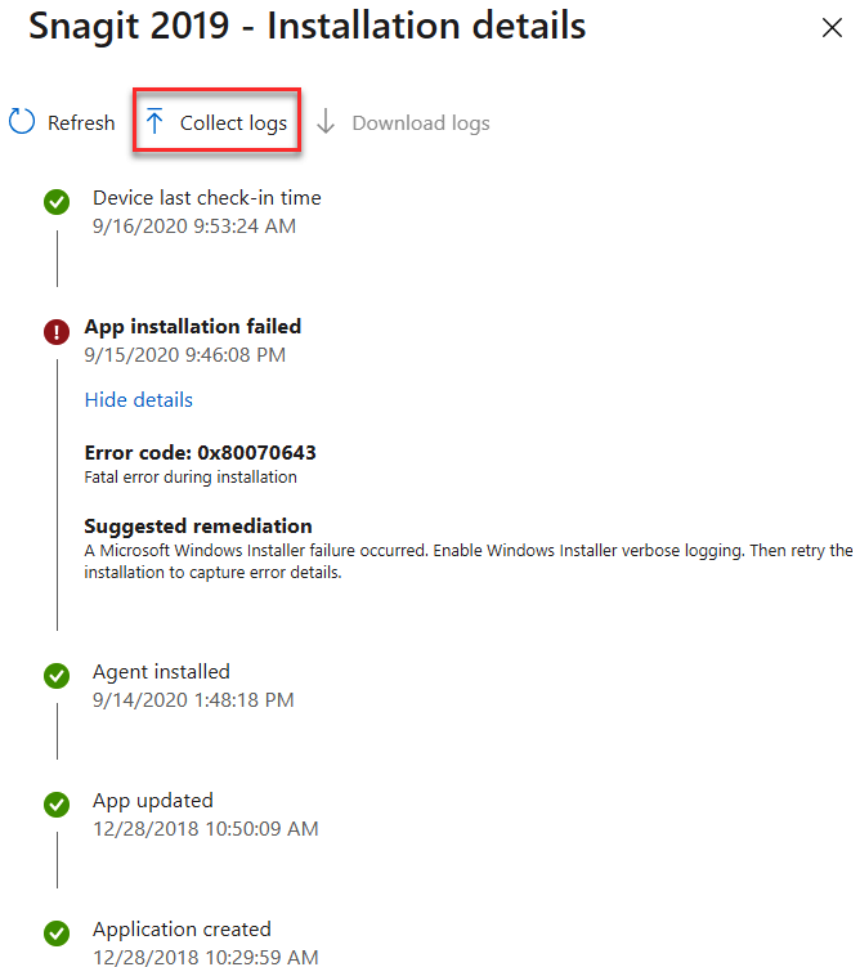 Snagit 2019 - Installation details
Refresh
Collect logs
Download logs
Device last check-in time
9/16/2020 9:53:24 AM
App installation failed
9/15/2020 9:46:08 PM
Hide details
Error code: 0x80070643
Fatal error during installation
Suggested remediation
A Microsoft Windows Installer failure occurred. Enable Windows Installer verbose logging. Then retry the
installation to capture error details.
Agent installed
9/14/2020 1:48:18 PM
App updated
12/28/2018 10:50:09 AM
Application created
12/28/2018 10:29:59 AM